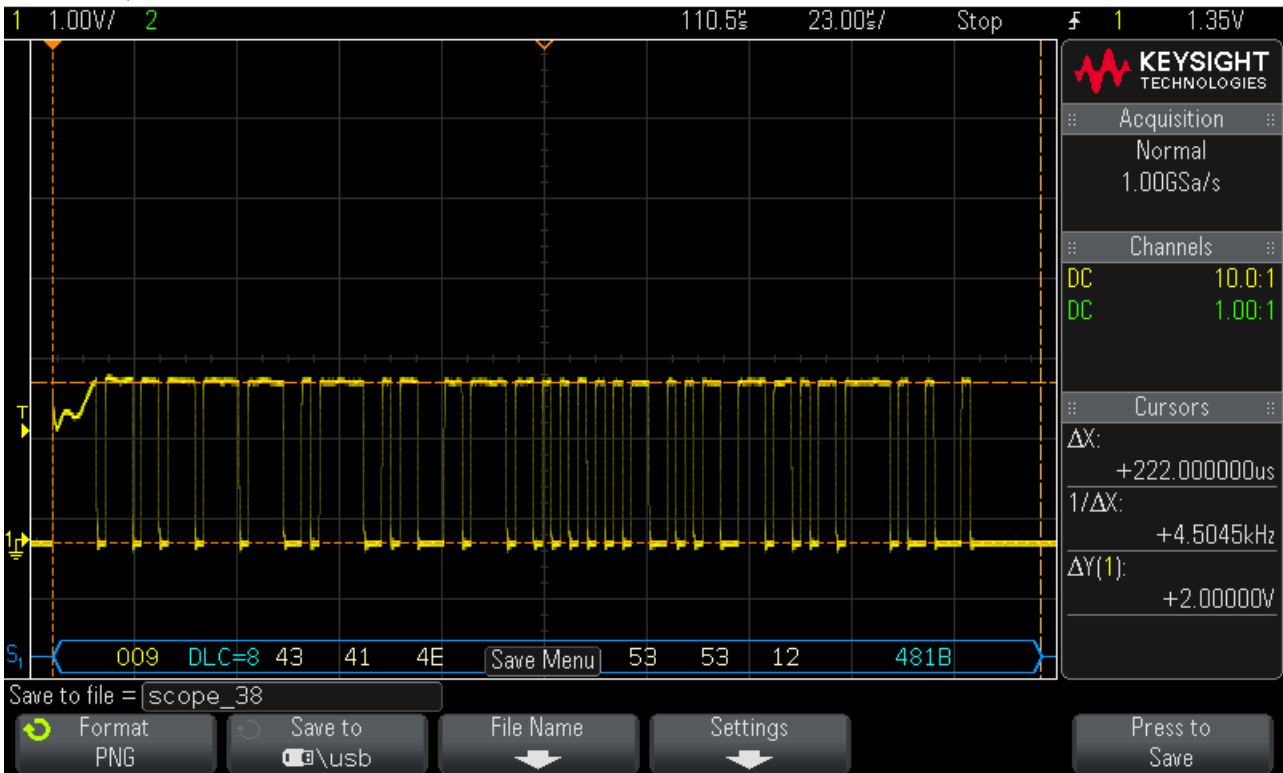 1 1.00V/ 2 110.5µs 23.00µs/ Stop 1 1.35V
KEYSIGHT
TECHNOLOGIES
Acquisition
Normal
1.00GSa/s
Channels
DC 10.0:1
DC 1.00:1
Cursors
ΔX:
+222.000000us
1/ΔX:
+4.5045kHz
ΔY(1):
+2.00000V
T
1
S1 009 DLC=8 43 41 4E Save Menu 53 53 12 481B
Save to file = scope_38
Format
PNG
Save to
\usb
File Name
Settings
Press to
Save